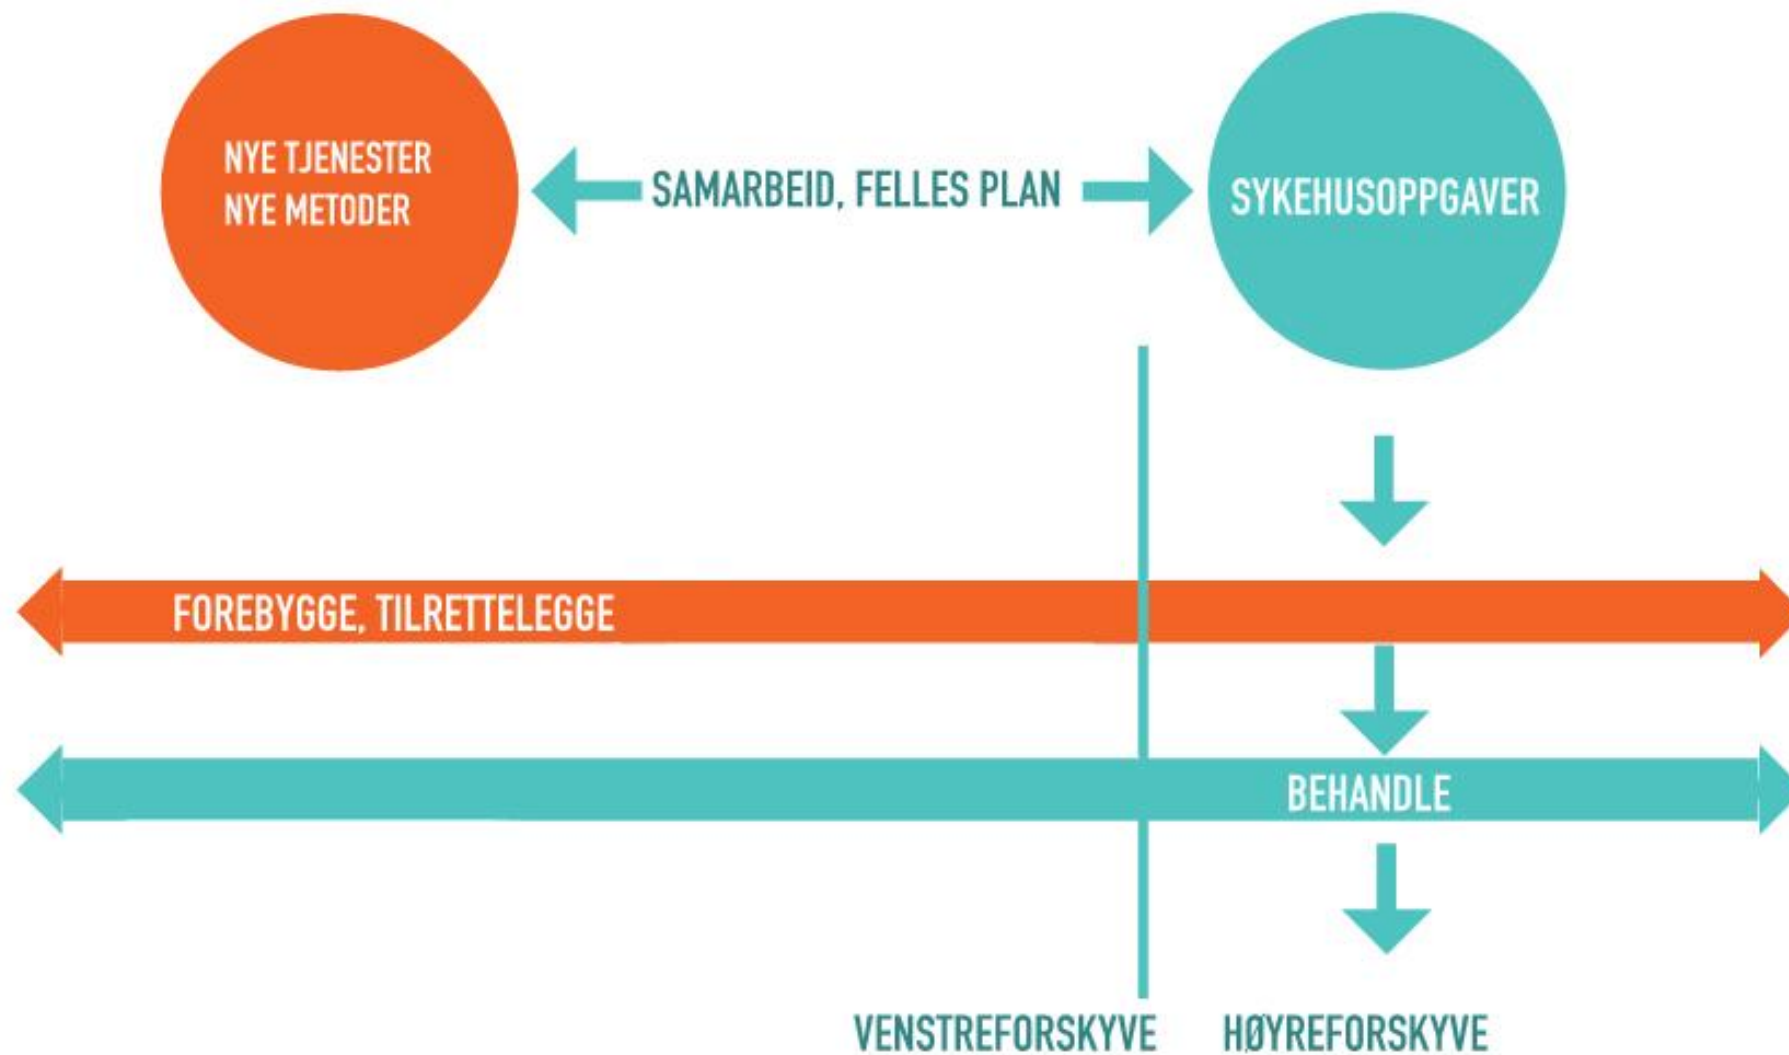 NYE TJENESTER
NYE METODER
SAMARBEID, FELLES PLAN
SYKEHUSOPPGAVER
FOREBYGGE, TILRETTELEGGE
BEHANDLE
VENSTREFORSKYVE
HØYREFORSKYVE